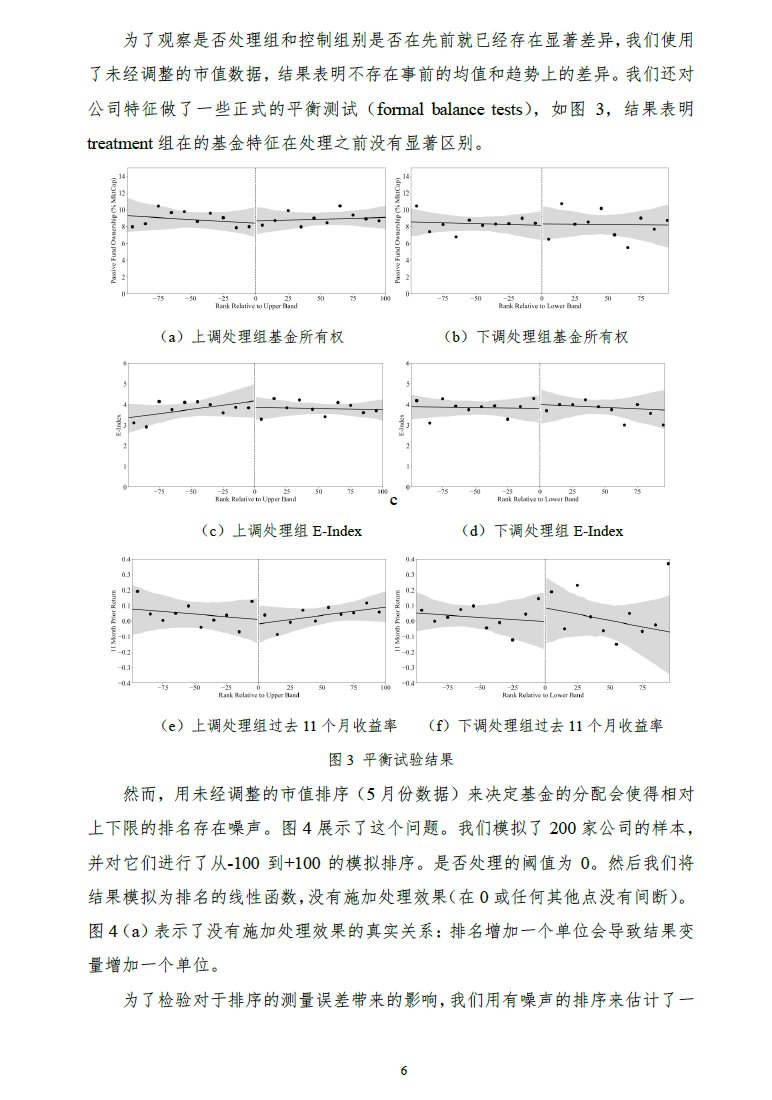 为了观察是否处理组和控制组别是否在先前就已经存在显著差异，我们使用
了未经调整的市值数据，结果表明不存在事前的均值和趋势上的差异。我们还对
公司特征做了一些正式的平衡测试（formal balance tests），如图 3，结果表明
treatment 组在的基金特征在处理之前没有显著区别。
Passive Fund Ownership (% MktCap)
14
12
10
8
6
4
2
0
−75 −50 −25 0 25 50 75 100
Rank Relative to Upper Band
Passive Fund Ownership (% MktCap)
14
12
10
8
6
4
2
0
−75 −50 −25 0 25 50 75
Rank Relative to Lower Band
（a）上调处理组基金所有权
（b）下调处理组基金所有权
E-Index
6
5
4
3
2
1
0
−75 −50 −25 0 25 50 75 100
Rank Relative to Upper Band
c
E-Index
6
5
4
3
2
1
0
−75 −50 −25 0 25 50 75
Rank Relative to Lower Band
（c）上调处理组 E-Index
（d）下调处理组 E-Index
11 Month Prior Return
0.4
0.3
0.2
0.1
0.0
−0.1
−0.2
−0.3
−0.4
−75 −50 −25 0 25 50 75 100
Rank Relative to Upper Band
11 Month Prior Return
0.4
0.3
0.2
0.1
0.0
−0.1
−0.2
−0.3
−0.4
−75 −50 −25 0 25 50 75
Rank Relative to Lower Band
（e）上调处理组过去 11 个月收益率
（f）下调处理组过去 11 个月收益率
图 3 平衡试验结果
然而，用未经调整的市值排序（5 月份数据）来决定基金的分配会使得相对
上下限的排名存在噪声。图 4 展示了这个问题。我们模拟了 200 家公司的样本，
并对它们进行了从-100 到+100 的模拟排序。是否处理的阈值为 0。然后我们将
结果模拟为排名的线性函数，没有施加处理效果（在 0 或任何其他点没有间断）。
图 4（a）表示了没有施加处理效果的真实关系：排名增加一个单位会导致结果变
量增加一个单位。
为了检验对于排序的测量误差带来的影响，我们用有噪声的排序来估计了一
6